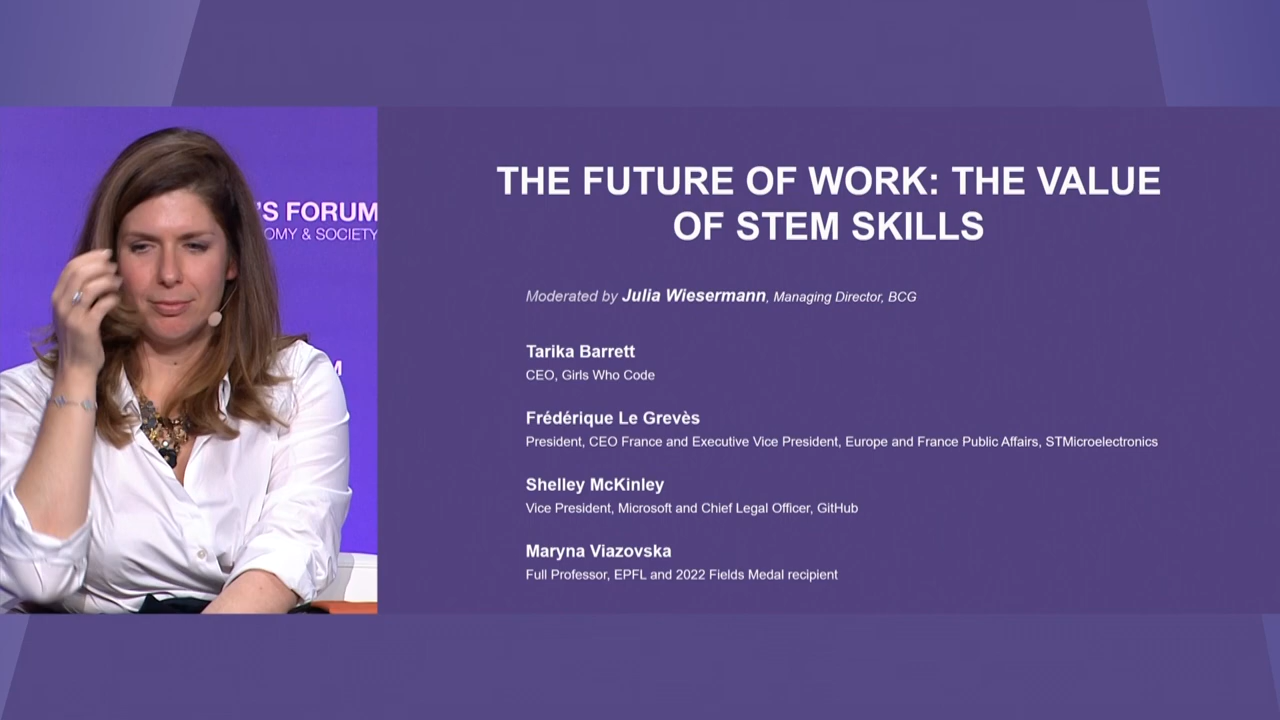 'S FORUM
OMY & SOCIETY
M
THE FUTURE OF WORK: THE VALUE
OF STEM SKILLS
Moderated by Julia Wiesermann, Managing Director, BCG
Tarika Barrett
CEO, Girls Who Code
Frédérique Le Grevès
President, CEO France and Executive Vice President, Europe and France Public Affairs, STMicroelectronics
Shelley McKinley
Vice President, Microsoft and Chief Legal Officer, GitHub
Maryna Viazovska
Full Professor, EPFL and 2022 Fields Medal recipient